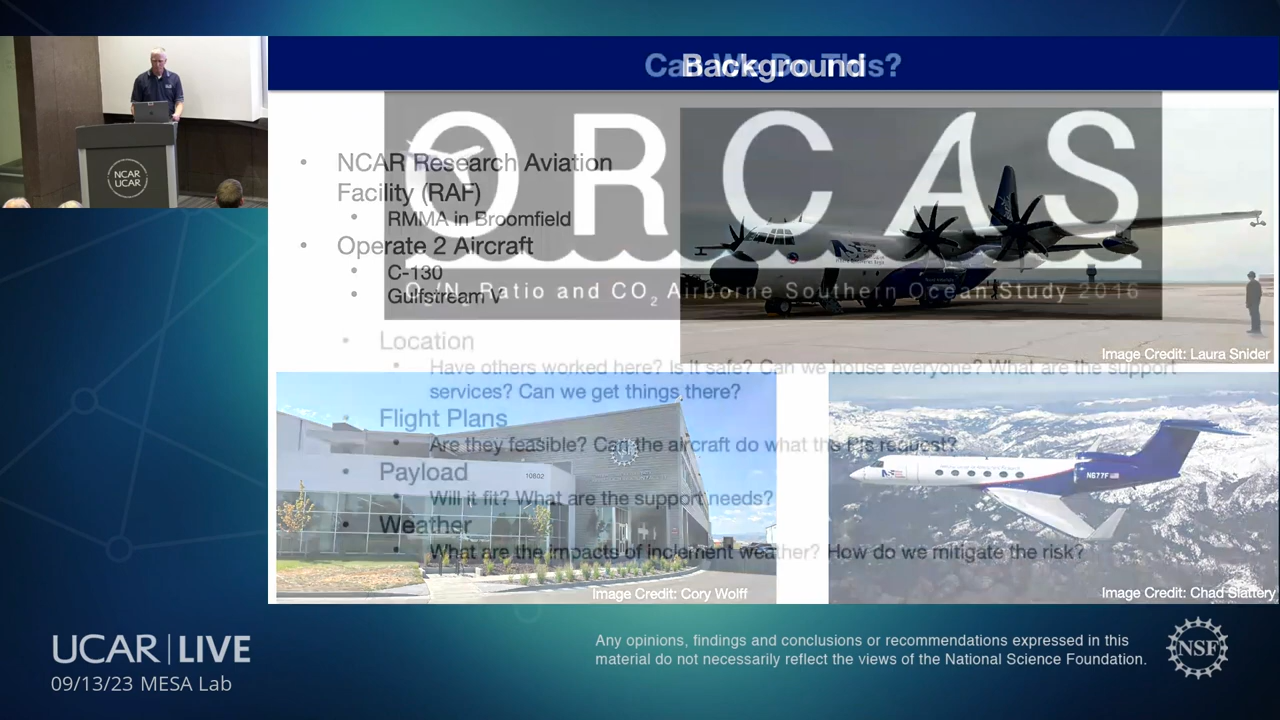 Background
Can We Do This?
ORCAS
O₂/N₂ Ratio and CO₂ Airborne Southern Ocean Study 2016
• NCAR Research Aviation
Facility (RAF)
• RMMA in Broomfield
• Operate 2 Aircraft
• C-130
• Gulfstream V
• Location
• Have others worked here? Is it safe? Can we house everyone? What are the support
services? Can we get things there?
• Flight Plans
• Are they feasible? Can the aircraft do what the PIs request?
• Payload
• Will it fit? What are the support needs?
• Weather
• What are the impacts of inclement weather? How do we mitigate the risk?
Image Credit: Laura Snider
10802
N677F
Image Credit: Cory Wolff
Image Credit: Chad Slattery
NCAR
UCAR
UCAR | LIVE
09/13/23 MESA Lab
Any opinions, findings and conclusions or recommendations expressed in this
material do not necessarily reflect the views of the National Science Foundation.
NSF